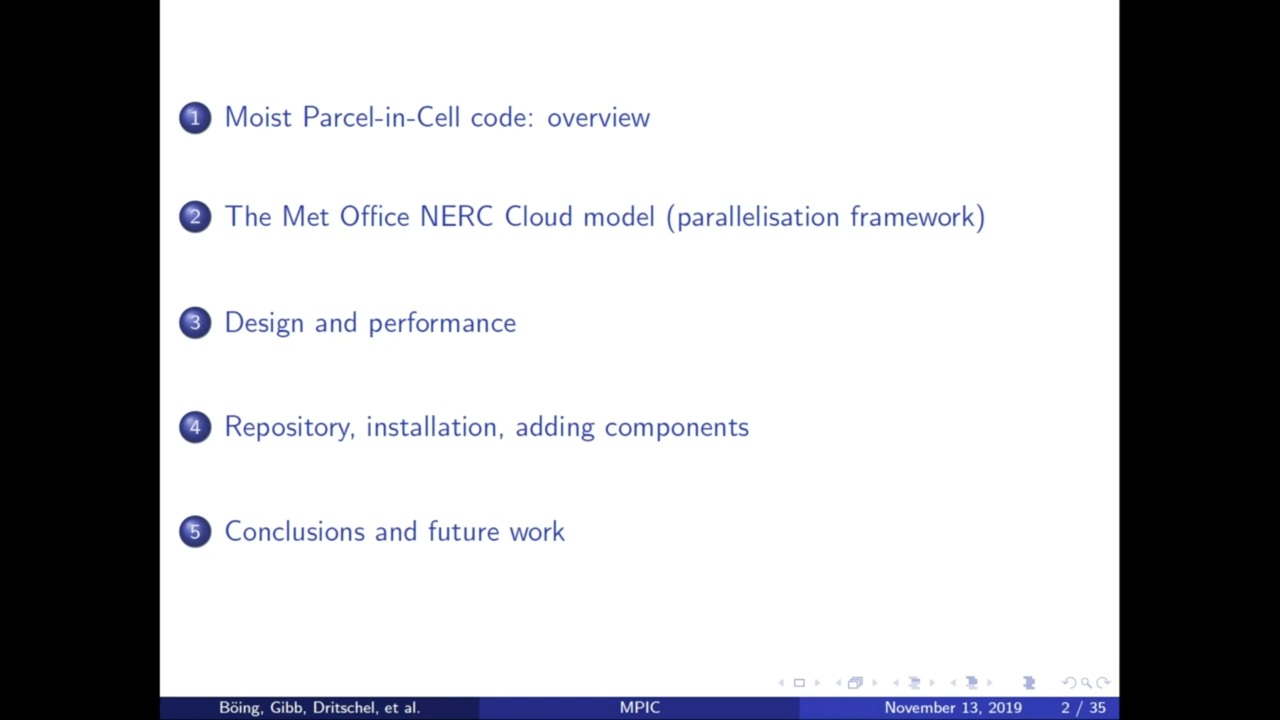 1 Moist Parcel-in-Cell code: overview
2 The Met Office NERC Cloud model (parallelisation framework)
3 Design and performance
4 Repository, installation, adding components
5 Conclusions and future work
Böing, Gibb, Dritschel, et al. MPIC November 13, 2019 2 / 35